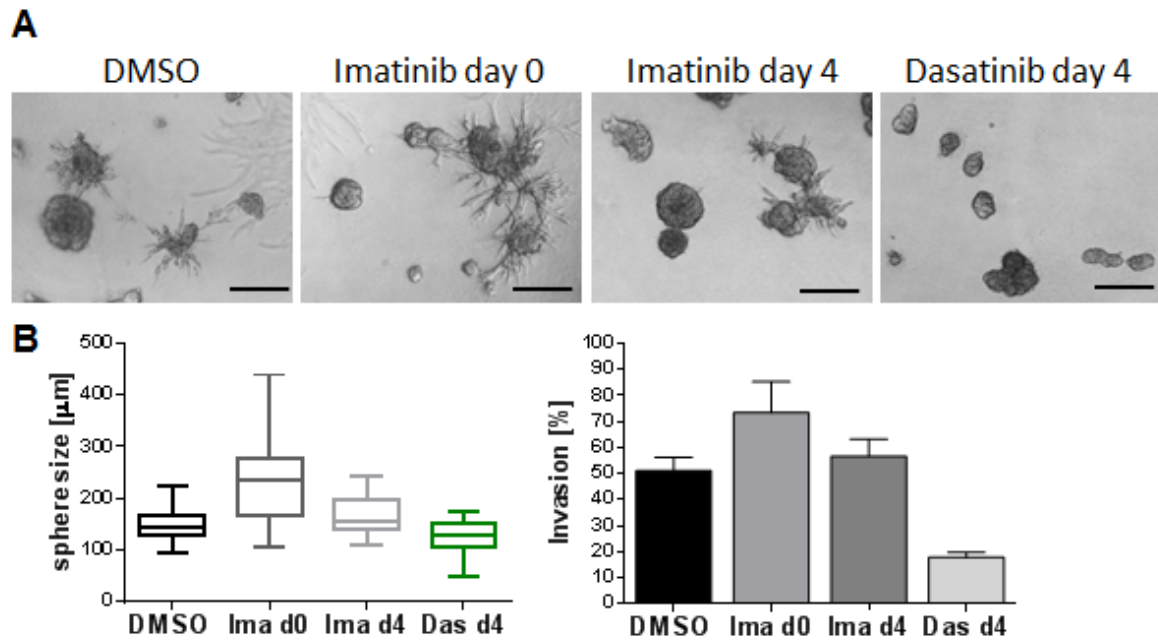 A
DMSO Imatinib day 0 Imatinib day 4 Dasatinib day 4
B
sphere size [µm]
500
400
300
200
100
0
DMSO Ima d0 Ima d4 Das d4
Invasion [%]
100
90
80
70
60
50
40
30
20
10
0
DMSO Ima d0 Ima d4 Das d4